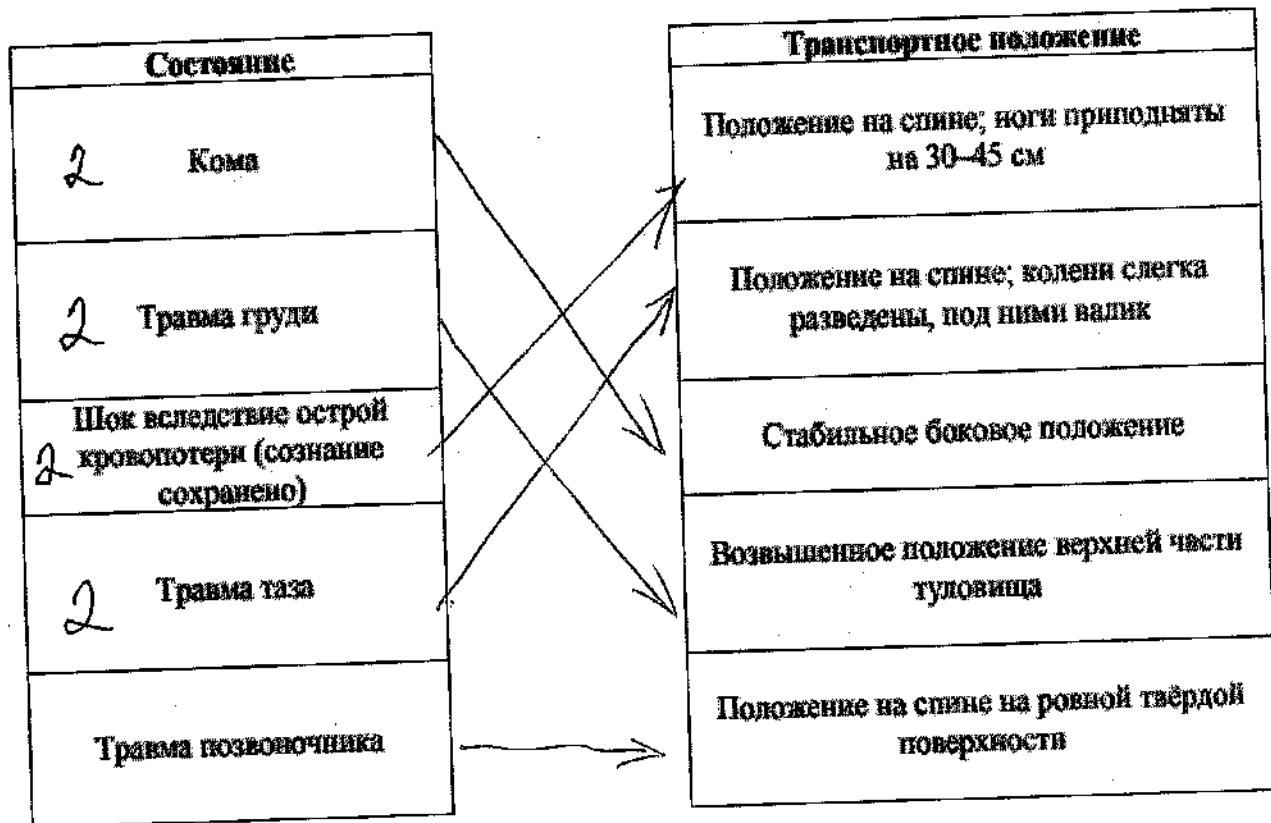 Состояние
2 Кома
2 Травма груди
Шок вследствие острой
2 кровопотери (сознание
сохранено)
2 Травма таза
Травма позвоночника
Транспортное положение
Положение на спине; ноги приподняты
на 30–45 см
Положение на спине; колени слегка
разведены, под ними валик
Стабильное боковое положение
Возвышенное положение верхней части
туловища
Положение на спине на ровной твёрдой
поверхности